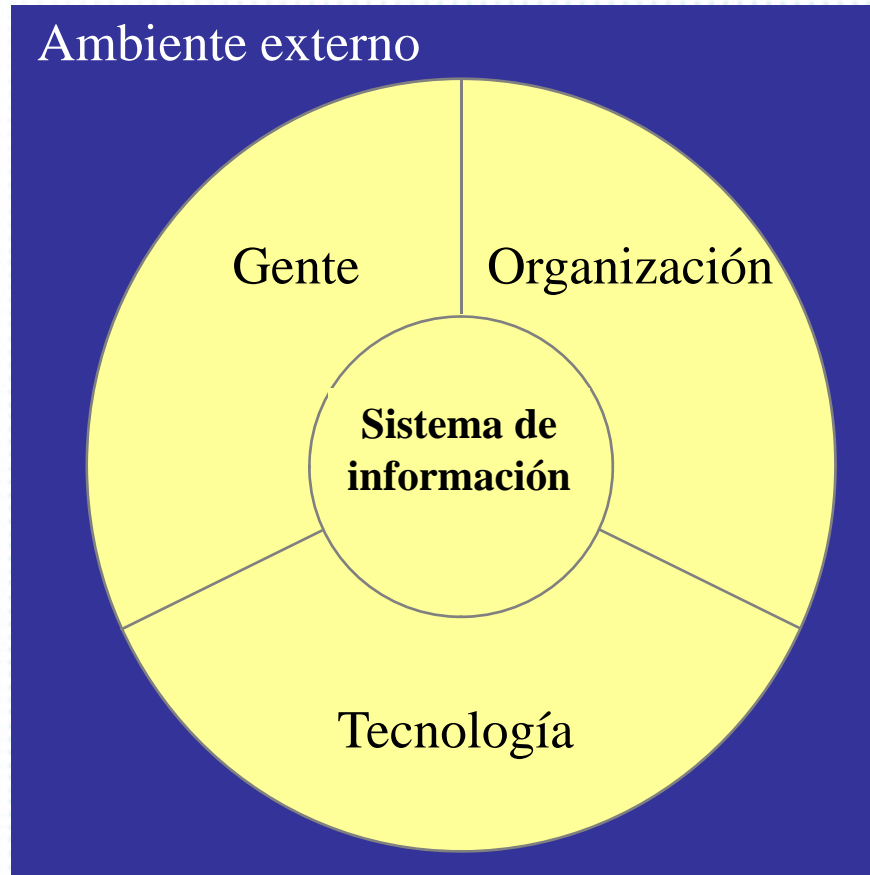 Ambiente externo
Gente
Organización
Sistema de
información
Tecnología